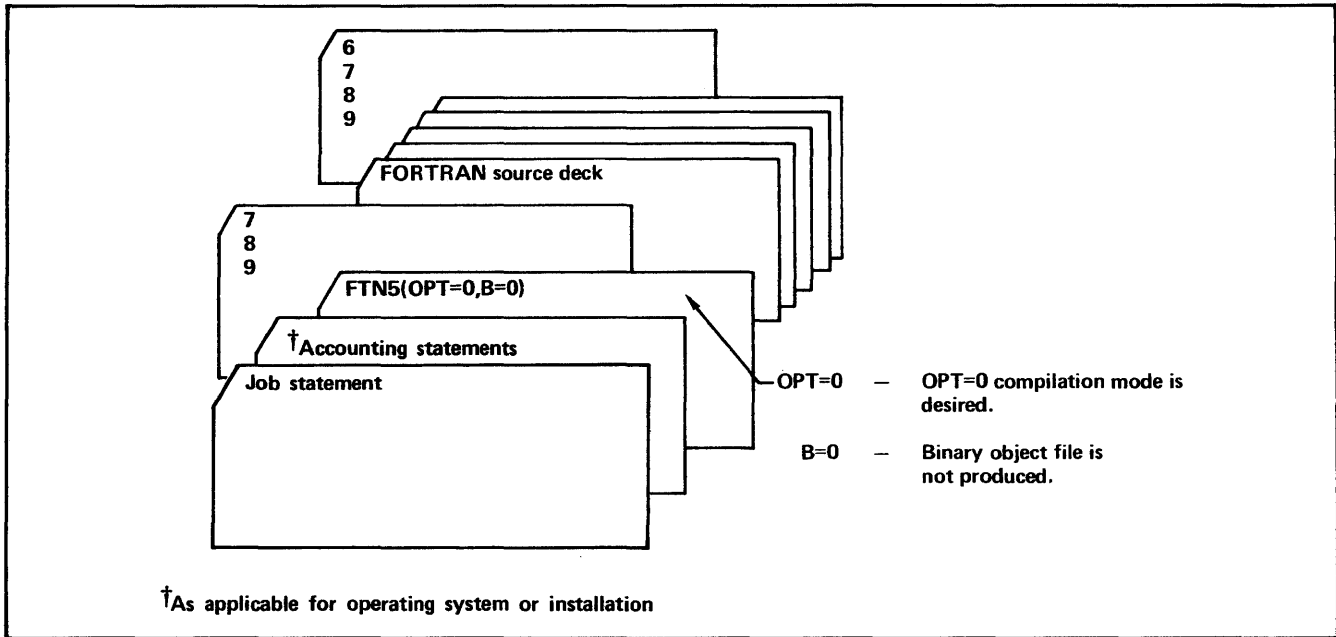 6
7
8
9
FORTRAN source deck
7
8
9
FTN5(OPT=0,B=0)
†Accounting statements
Job statement
OPT=0 — OPT=0 compilation mode is
desired.
B=0 — Binary object file is
not produced.
†As applicable for operating system or installation